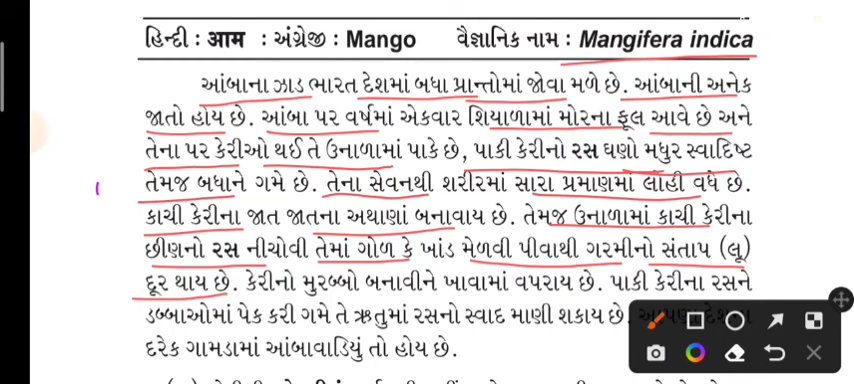 હિન્દી : आम : અંગ્રેજી : Mango વૈજ્ઞાનિક નામ : Mangifera indica
આંબાના ઝાડ ભારત દેશમાં બધા પ્રાન્તોમાં જોવા મળે છે. આંબાની અનેક
જાતો હોય છે. આંબા પર વર્ષમાં એકવાર શિયાળામાં મોરના ફૂલ આવે છે અને
તેના પર કેરીઓ થઈ તે ઉનાળામાં પાકે છે, પાકી કેરીનો રસ ઘણો મધુર સ્વાદિષ્ટ
તેમજ બધાને ગમે છે. તેના સેવનથી શરીરમાં સારા પ્રમાણમાં લોહી વધે છે.
કાચી કેરીના જાત જાતના અથાણાં બનાવાય છે. તેમજ ઉનાળામાં કાચી કેરીના
છીણનો રસ નીચોવી તેમાં ગોળ કે ખાંડ મેળવી પીવાથી ગરમીનો સંતાપ (લૂ)
દૂર થાય છે. કેરીનો મુરબ્બો બનાવીને ખાવામાં વપરાય છે. પાકી કેરીના રસને
ડબ્બાઓમાં પેક કરી ગમે તે ઋતુમાં રસનો સ્વાદ માણી શકાય છે.
દરેક ગામડામાં આંબાવાડિયું તો હોય છે.